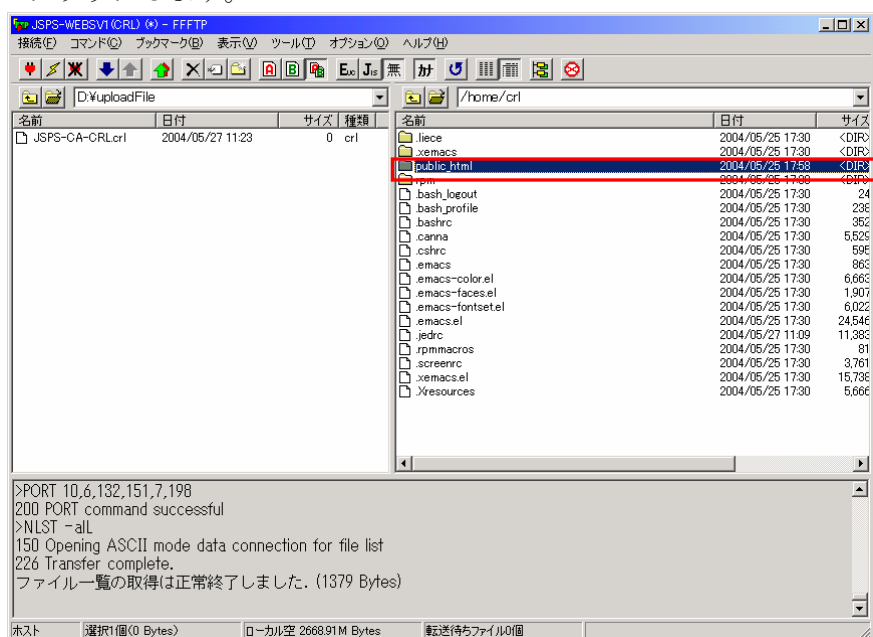 JSPS-WEBSV1(CRL) (*) - FFFTP
接続(F) コマンド(C) ブックマーク(B) 表示(V) ツール(T) オプション(O) ヘルプ(H)
D:¥uploadFile
/home/crl
名前 日付 サイズ 種類
JSPS-CA-CRL.crl 2004/05/27 11:23 0 crl
名前 日付 サイズ
.liece 2004/05/25 17:30 <DIR>
.xemacs 2004/05/25 17:30 <DIR>
public_html 2004/05/25 17:58 <DIR>
rpm 2004/05/25 17:30 <DIR>
.bash_logout 2004/05/25 17:30 24
.bash_profile 2004/05/25 17:30 236
.bashrc 2004/05/25 17:30 352
.canna 2004/05/25 17:30 5,529
.cshrc 2004/05/25 17:30 595
.emacs 2004/05/25 17:30 863
.emacs-color.el 2004/05/25 17:30 6,663
.emacs-faces.el 2004/05/25 17:30 1,907
.emacs-fontset.el 2004/05/25 17:30 6,022
.emacs.el 2004/05/25 17:30 24,546
.jedrc 2004/05/27 11:09 11,383
.rpmmacros 2004/05/25 17:30 81
.screenrc 2004/05/25 17:30 3,761
.xemacs.el 2004/05/25 17:30 15,736
.Xresources 2004/05/25 17:30 5,666
>PORT 10,6,132,151,7,198
200 PORT command successful
>NLST -alL
150 Opening ASCII mode data connection for file list
226 Transfer complete.
ファイル一覧の取得は正常終了しました. (1379 Bytes)
ホスト 選択1個(0 Bytes) ローカル空 2668.91M Bytes 転送待ちファイル0個